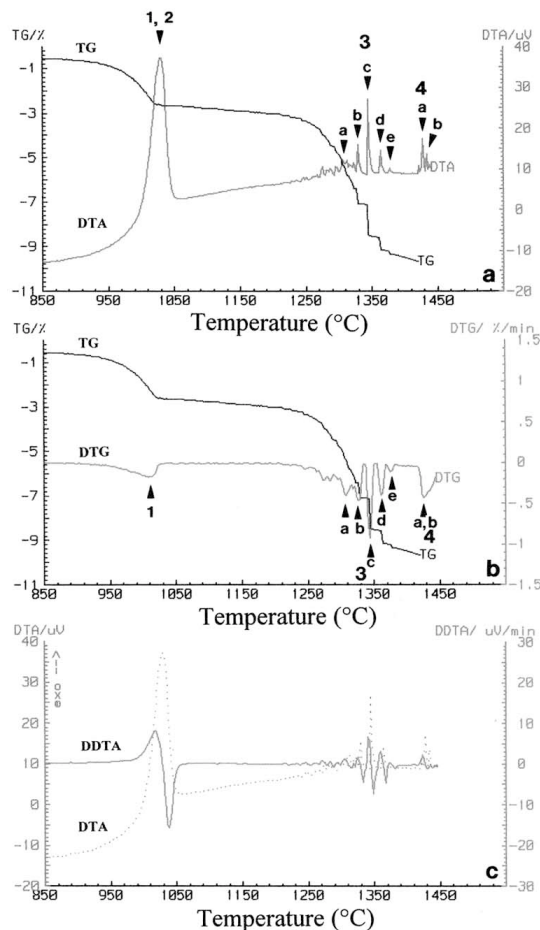 TG/%
DTA/uV
1, 2
TG
3
c
4
a
b
d
e
a
b
DTA
DTA
TG
a
-1
-3
-5
-7
-9
-11
40
30
20
10
0
-10
-20
850
950
1050
1150
1250
1350
1450
Temperature (°C)
TG/%
DTG/ %/min
TG
DTG
DTG
1
a
b
3
c
d
e
a,b
4
TG
b
-1
-3
-5
-7
-9
-11
1.5
1
0.5
0
-0.5
-1
-1.5
850
950
1050
1150
1250
1350
1450
Temperature (°C)
DTA/uV
DDTA/ uV/min
^-- exo
DDTA
DTA
c
40
30
20
10
0
-10
-20
30
20
10
0
-10
-20
-30
850
950
1050
1150
1250
1350
1450
Temperature (°C)